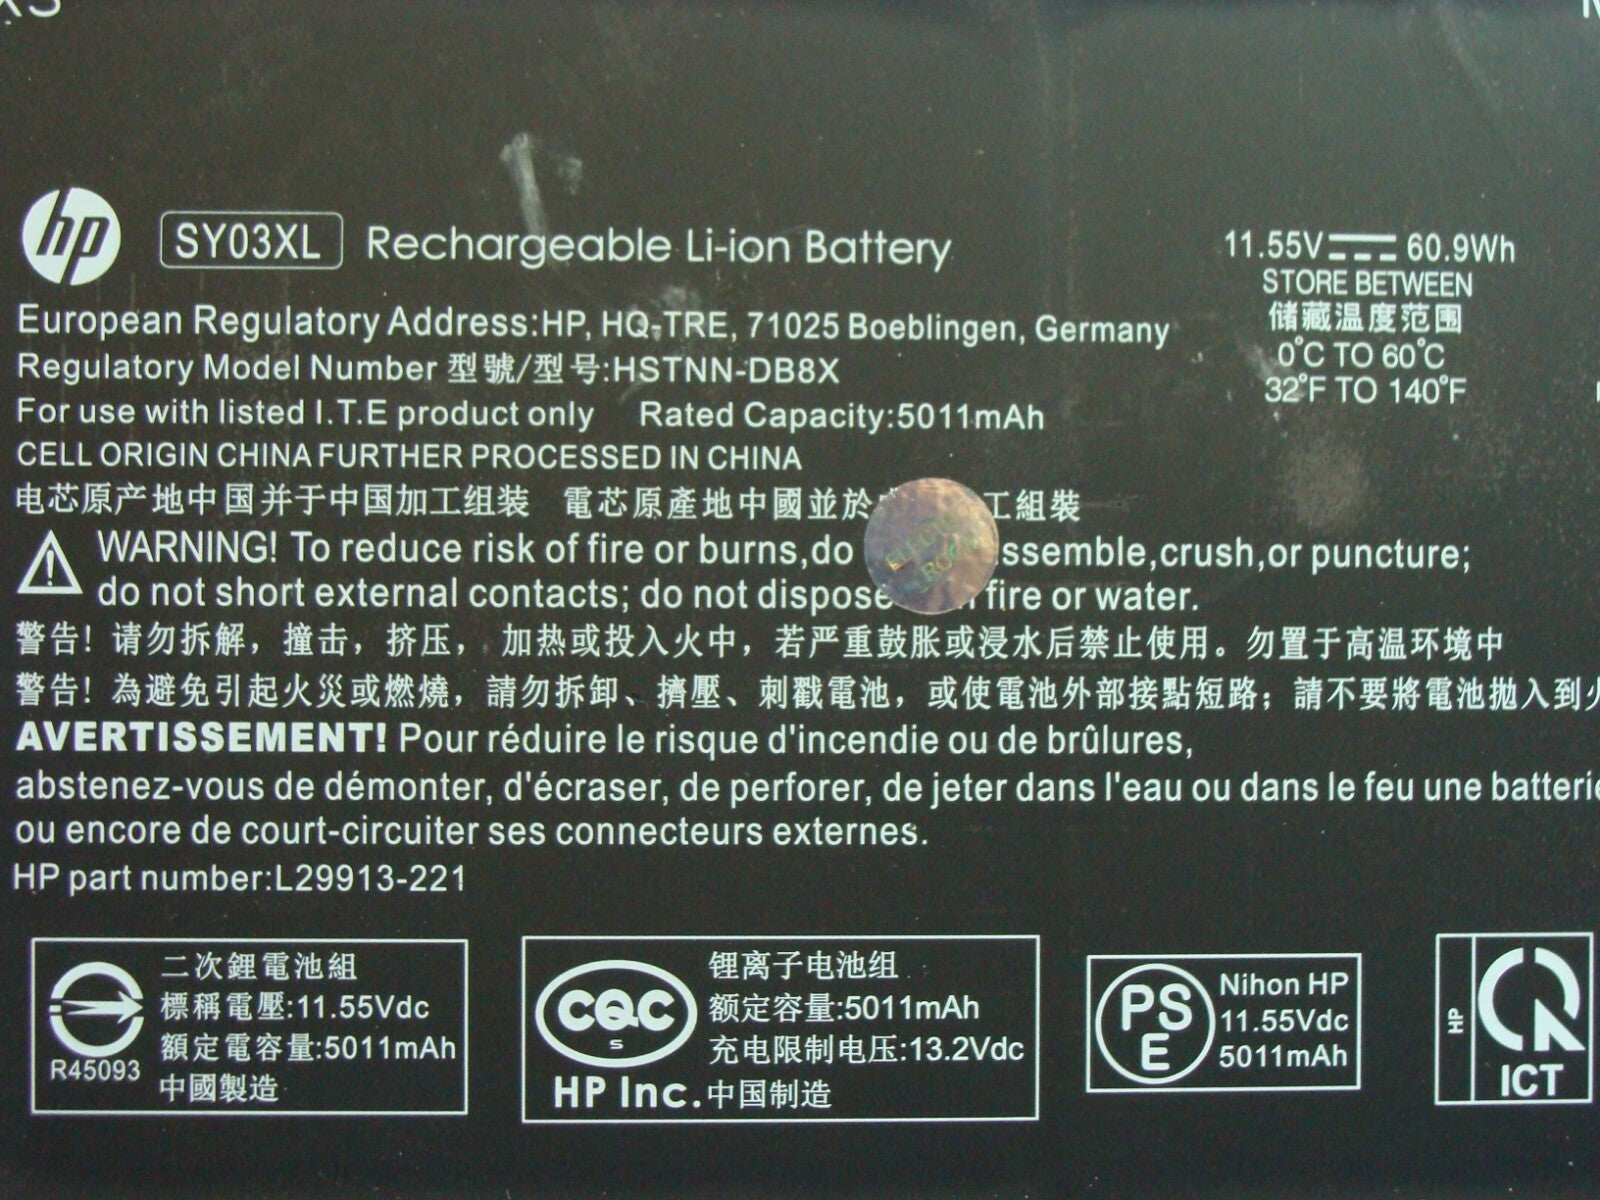 hp SY03XL Rechargeable Li-ion Battery
11.55V 60.9Wh
STORE BETWEEN
储藏温度范围
0°C TO 60°C
32°F TO 140°F
European Regulatory Address:HP, HQ-TRE, 71025 Boeblingen, Germany
Regulatory Model Number 型號/型号:HSTNN-DB8X
For use with listed I.T.E product only Rated Capacity:5011mAh
CELL ORIGIN CHINA FURTHER PROCESSED IN CHINA
电芯原产地中国并于中国加工组装 電芯原產地中國並於 工組裝
WARNING! To reduce risk of fire or burns,do ssemble,crush,or puncture;
do not short external contacts; do not dispose fire or water.
警告! 请勿拆解，撞击，挤压，加热或投入火中，若严重鼓胀或浸水后禁止使用。勿置于高温环境中
警告! 為避免引起火災或燃燒，請勿拆卸、擠壓、刺戳電池，或使電池外部接點短路；請不要將電池拋入到火
AVERTISSEMENT! Pour réduire le risque d'incendie ou de brûlures,
abstenez-vous de démonter, d'écraser, de perforer, de jeter dans l'eau ou dans le feu une batterie
ou encore de court-circuiter ses connecteurs externes.
HP part number:L29913-221
二次鋰電池組
標稱電壓:11.55Vdc
額定電容量:5011mAh
中國製造
R45093
CQC
S
HP Inc.
锂离子电池组
额定容量:5011mAh
充电限制电压:13.2Vdc
中国制造
PS
E
Nihon HP
11.55Vdc
5011mAh
HP
ICT